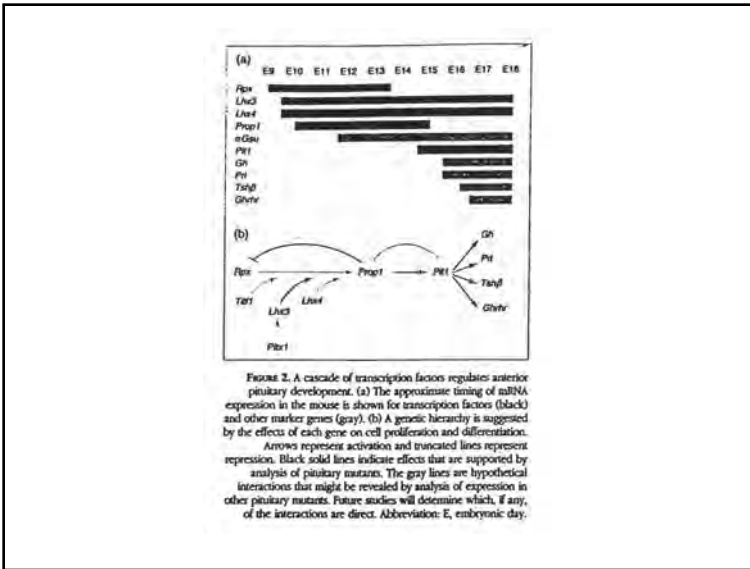 (a)
E9 E10 E11 E12 E13 E14 E15 E16 E17 E18
Rpx
Lhx3
Lhx4
Prop1
αGsu
Pit1
Gh
Prl
Tshβ
Ghrhr
(b)
Gh
Prl
Rpx Prop1 Pit1
Tshβ
Titf1 Lhx4
Lhx3 Ghrhr
Pitx1
FIGURE 2. A cascade of transcription factors regulates anterior
pituitary development. (a) The approximate timing of mRNA
expression in the mouse is shown for transcription factors (black)
and other marker genes (gray). (b) A genetic hierarchy is suggested
by the effects of each gene on cell proliferation and differentiation.
Arrows represent activation and truncated lines represent
repression. Black solid lines indicate effects that are supported by
analysis of pituitary mutants. The gray lines are hypothetical
interactions that might be revealed by analysis of expression in
other pituitary mutants. Future studies will determine which, if any,
of the interactions are direct. Abbreviation: E, embryonic day.